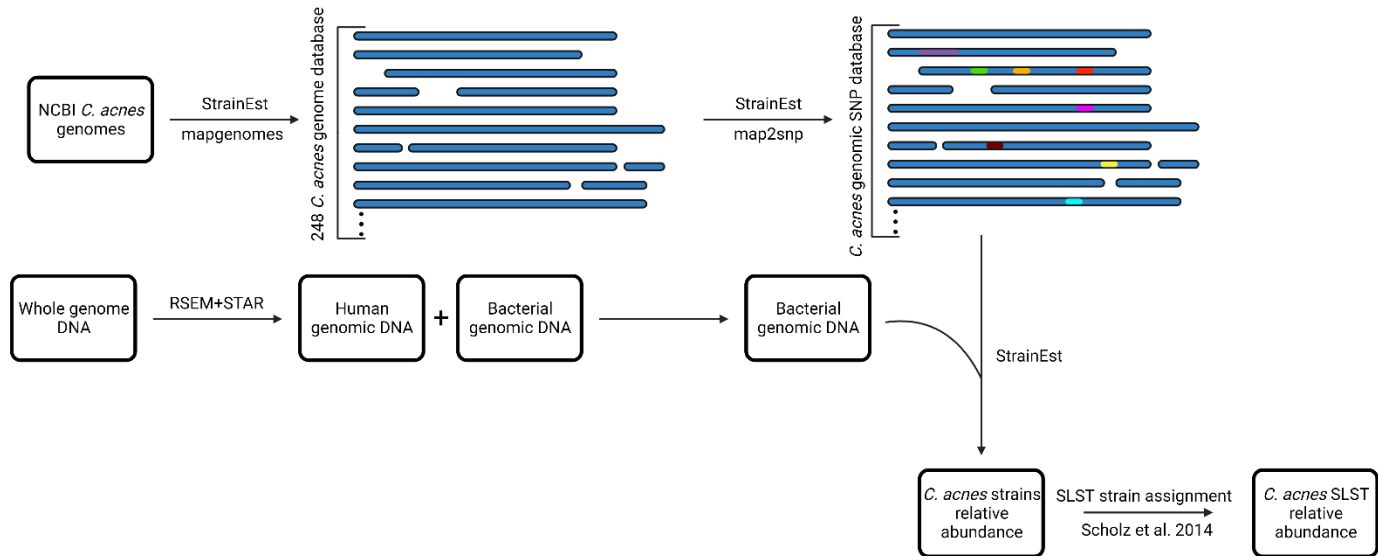 NCBI C. acnes
genomes
StrainEst
mapgenomes
248 C. acnes genome database
StrainEst
map2snp
C. acnes genomic SNP database
Whole genome
DNA
RSEM+STAR
Human
genomic DNA
+
Bacterial
genomic DNA
Bacterial
genomic DNA
StrainEst
C. acnes strains
relative
abundance
SLST strain assignment
Scholz et al. 2014
C. acnes SLST
relative
abundance